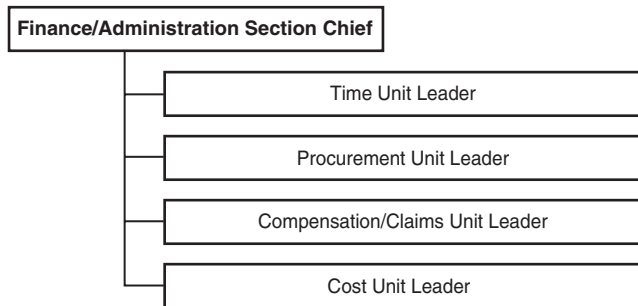 Finance/Administration Section Chief
Time Unit Leader
Procurement Unit Leader
Compensation/Claims Unit Leader
Cost Unit Leader